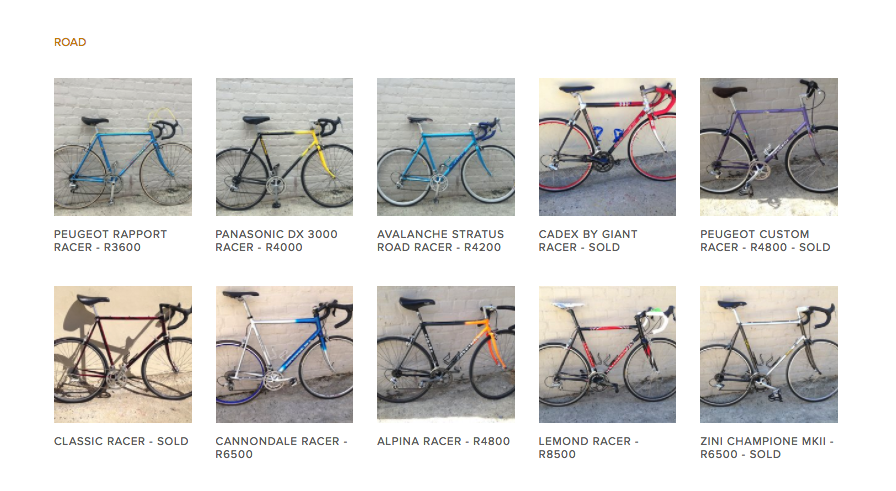 ROAD
PEUGEOT RAPPORT
RACER - R3600
PANASONIC DX 3000
RACER - R4000
AVALANCHE STRATUS
ROAD RACER - R4200
CADEX BY GIANT
RACER - SOLD
PEUGEOT CUSTOM
RACER - R4800 - SOLD
CLASSIC RACER - SOLD
CANNONDALE RACER -
R6500
ALPINA RACER - R4800
LEMOND RACER -
R8500
ZINI CHAMPIONE MKII -
R6500 - SOLD